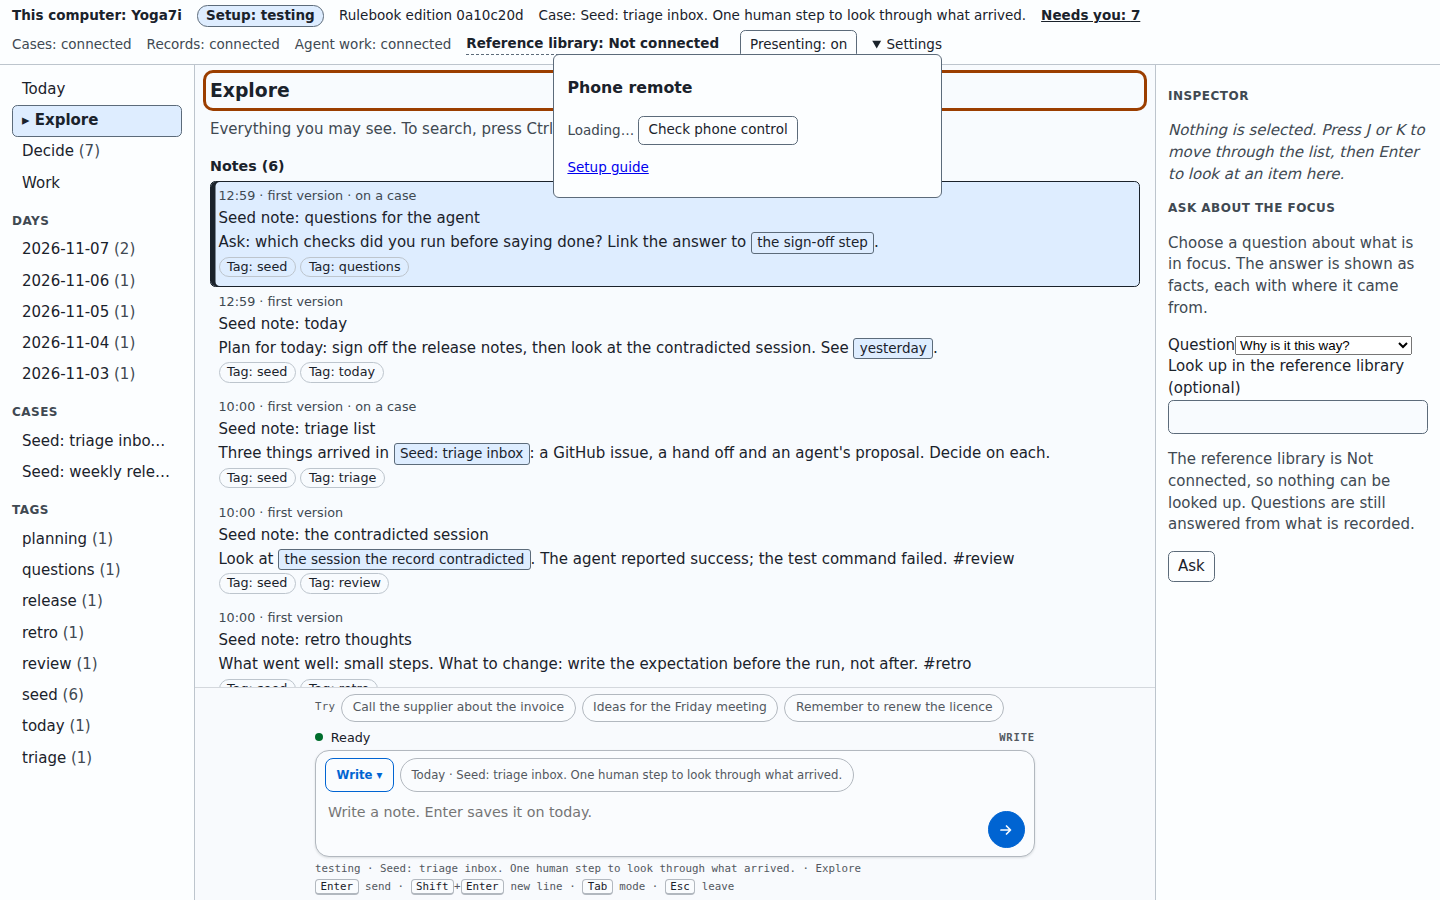 This computer: Yoga7i Setup: testing Rulebook edition 0a10c20d Case: Seed: triage inbox. One human step to look through what arrived. Needs you: 7
Cases: connected Records: connected Agent work: connected Reference library: Not connected Presenting: on ▼ Settings
Today
▸ Explore
Decide (7)
Work
DAYS
2026-11-07 (2)
2026-11-06 (1)
2026-11-05 (1)
2026-11-04 (1)
2026-11-03 (1)
CASES
Seed: triage inbo…
Seed: weekly rele…
TAGS
planning (1)
questions (1)
release (1)
retro (1)
review (1)
seed (6)
today (1)
triage (1)
Explore
Everything you may see. To search, press Ctrl
Phone remote
Loading… Check phone control
Setup guide
Notes (6)
12:59 · first version · on a case
Seed note: questions for the agent
Ask: which checks did you run before saying done? Link the answer to the sign-off step.
Tag: seed Tag: questions
12:59 · first version
Seed note: today
Plan for today: sign off the release notes, then look at the contradicted session. See yesterday.
Tag: seed Tag: today
10:00 · first version · on a case
Seed note: triage list
Three things arrived in Seed: triage inbox: a GitHub issue, a hand off and an agent's proposal. Decide on each.
Tag: seed Tag: triage
10:00 · first version
Seed note: the contradicted session
Look at the session the record contradicted. The agent reported success; the test command failed. #review
Tag: seed Tag: review
10:00 · first version
Seed note: retro thoughts
What went well: small steps. What to change: write the expectation before the run, not after. #retro
Tag: seed Tag: retro
Try Call the supplier about the invoice Ideas for the Friday meeting Remember to renew the licence
Ready WRITE
Write ▾ Today · Seed: triage inbox. One human step to look through what arrived.
Write a note. Enter saves it on today.
→
testing · Seed: triage inbox. One human step to look through what arrived. · Explore
Enter send · Shift+Enter new line · Tab mode · Esc leave
INSPECTOR
Nothing is selected. Press J or K to
move through the list, then Enter
to look at an item here.
ASK ABOUT THE FOCUS
Choose a question about what is
in focus. The answer is shown as
facts, each with where it came
from.
Question Why is it this way?
Look up in the reference library
(optional)
The reference library is Not
connected, so nothing can be
looked up. Questions are still
answered from what is recorded.
Ask